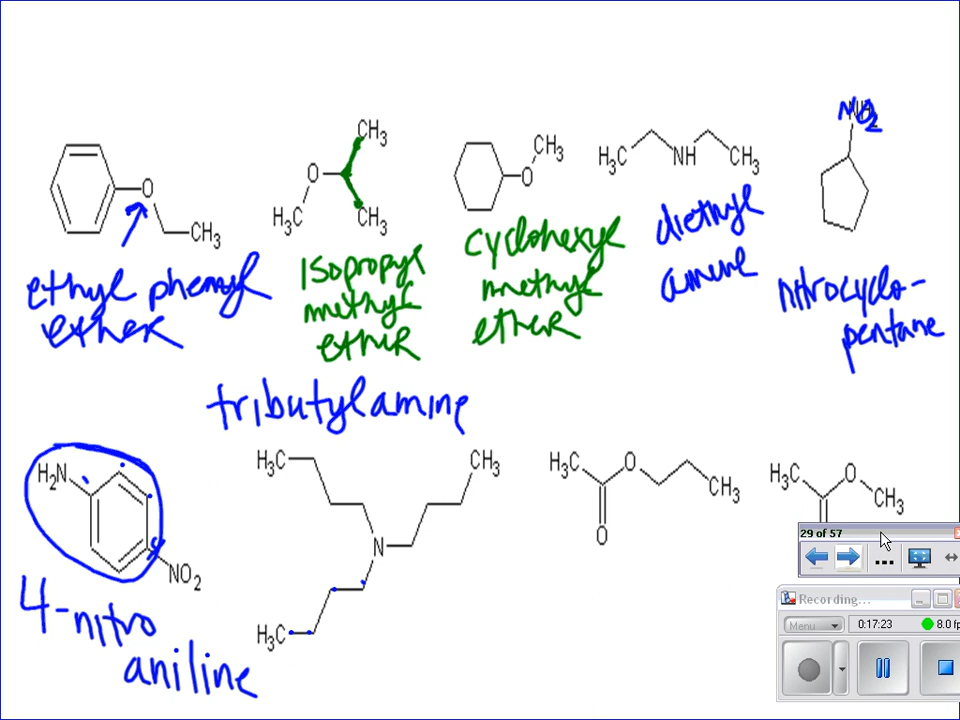 CH₃
NO₂
O
CH₃
O
CH₃
O
H₃C
NH
CH₃
H₃C
CH₃
CH₃
ethyl phenyl
ether
Isopropyl
methyl
ether
cyclohexyl
methyl
ether
diethyl
amine
nitrocyclo-
pentane
tributylamine
H₂N
4
NO₂
H₃C
CH₃
N
H₃C
H₃C
O
CH₃
O
H₃C
O
CH₃
4-nitro
aniline
29 of 57
...
Recording...
Menu
0:17:23
8.0 fp